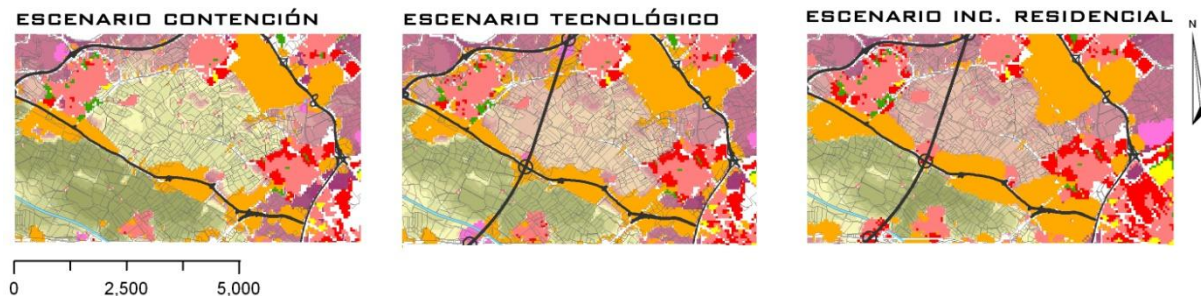 ESCENARIO CONTENCIÓN
ESCENARIO TECNOLÓGICO
ESCENARIO INC. RESIDENCIAL
N
0 2,500 5,000